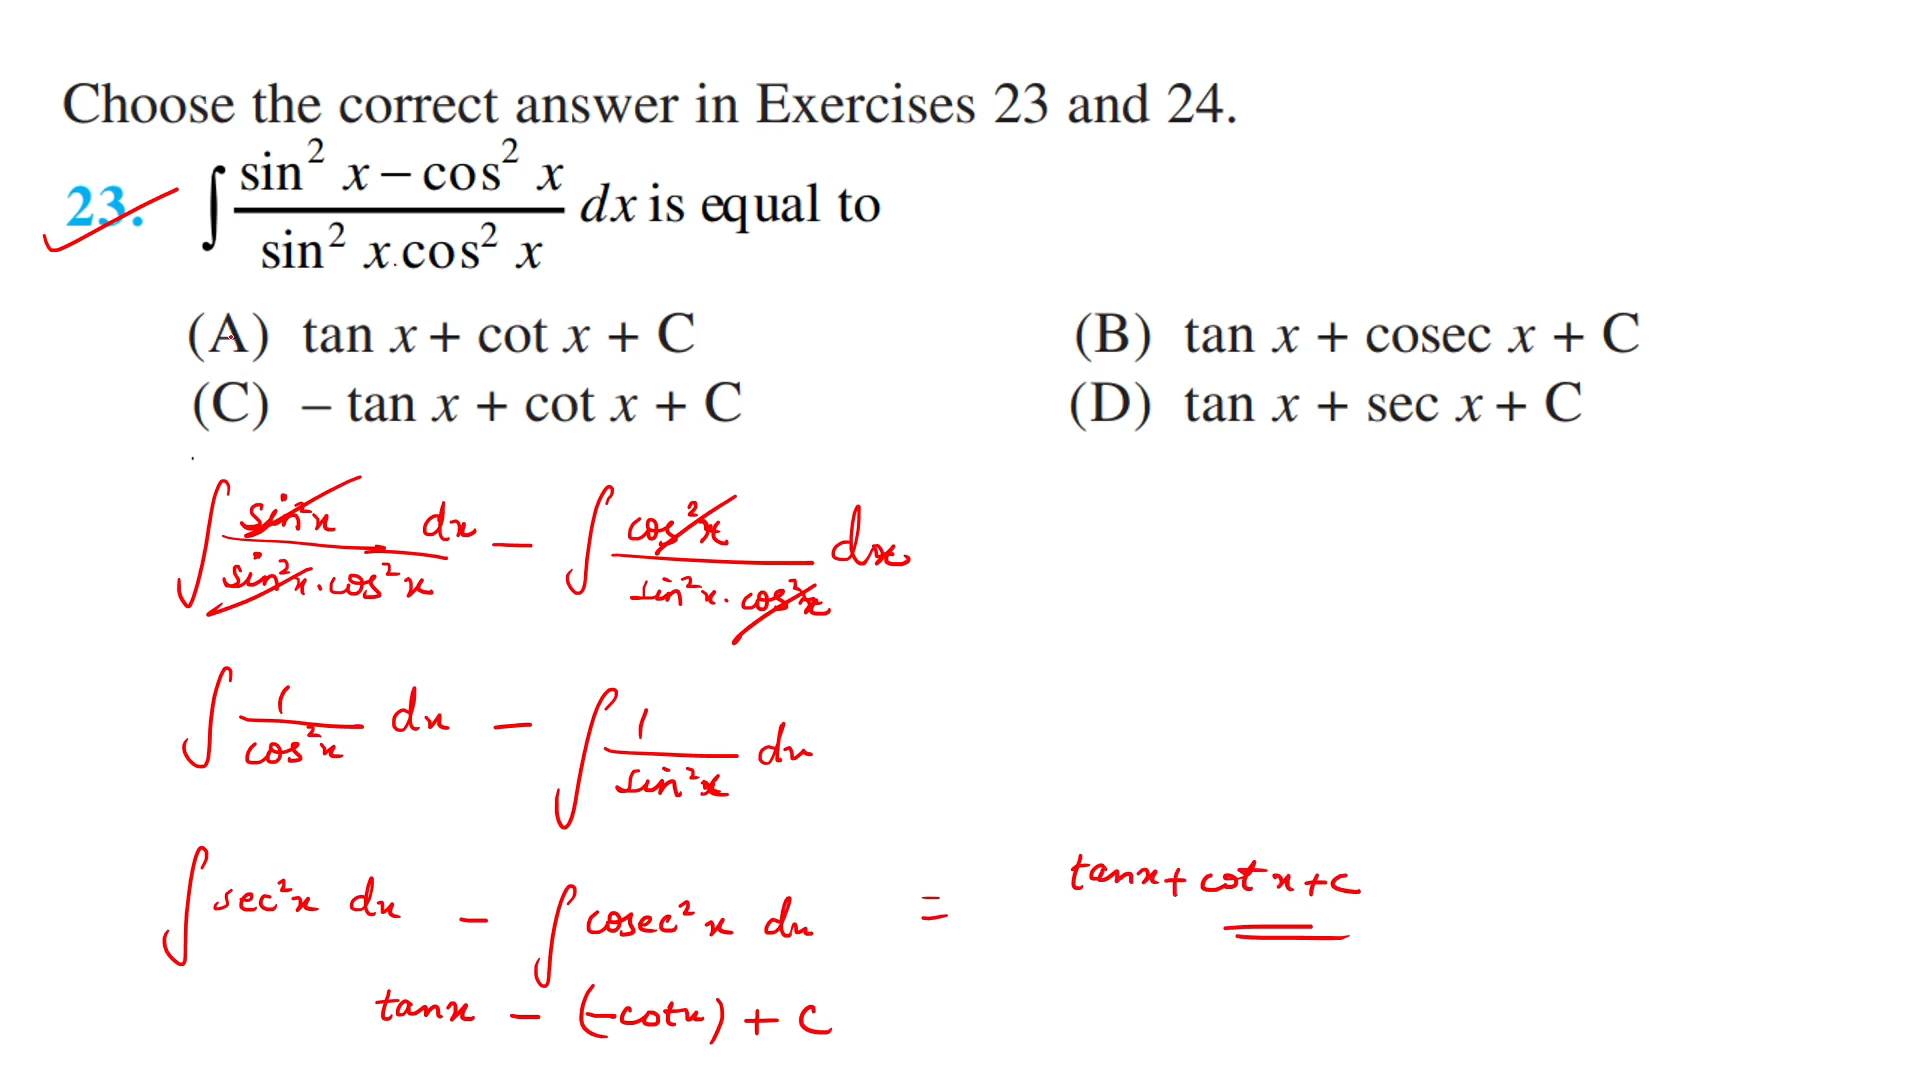 Choose the correct answer in Exercises 23 and 24.
23. ∫ (sin² x – cos² x)/(sin² x.cos² x) dx is equal to
(A) tan x + cot x + C (B) tan x + cosec x + C
(C) – tan x + cot x + C (D) tan x + sec x + C
∫ sin²x/(sin²x.cos²x) dx – ∫ cos²x/(sin²x.cos²x) dx
∫ 1/cos²x dx – ∫ 1/sin²x dx
∫ sec²x dx – ∫ cosec²x dx = tanx + cotx + C
tanx – (–cotx) + C